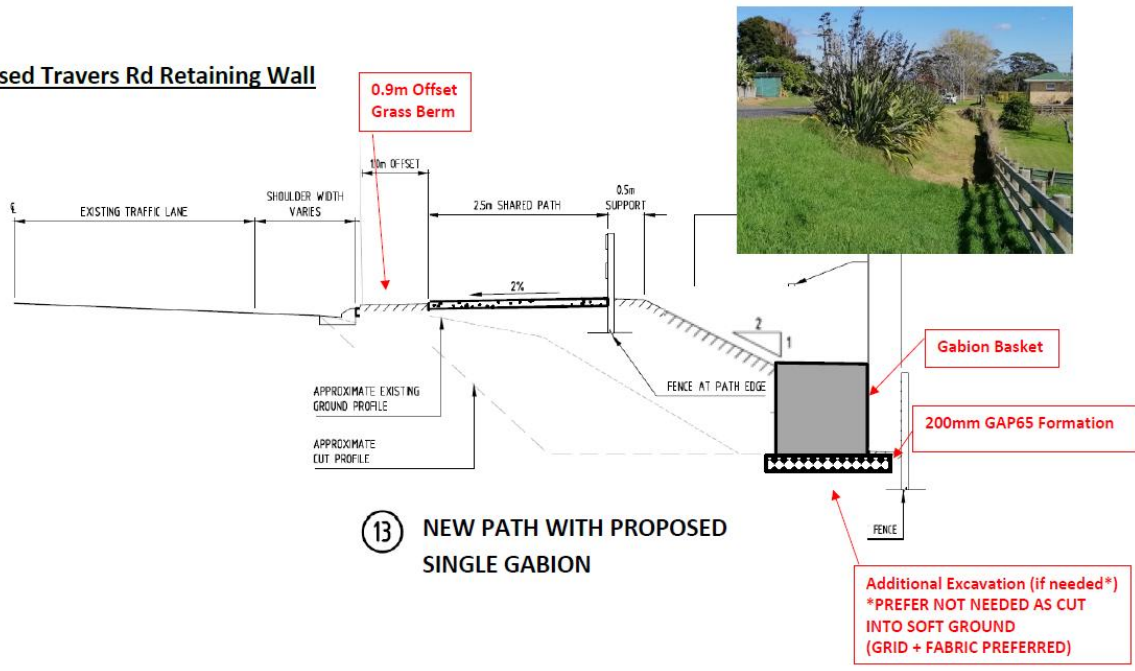 sed Travers Rd Retaining Wall
0.9m Offset
Grass Berm
1.0m OFFSET
℄
EXISTING TRAFFIC LANE
SHOULDER WIDTH
VARIES
2.5m SHARED PATH
0.5m
SUPPORT
2%
2
1
Gabion Basket
FENCE AT PATH EDGE
APPROXIMATE EXISTING
GROUND PROFILE
200mm GAP65 Formation
APPROXIMATE
CUT PROFILE
13
NEW PATH WITH PROPOSED
SINGLE GABION
FENCE
Additional Excavation (if needed*)
*PREFER NOT NEEDED AS CUT
INTO SOFT GROUND
(GRID + FABRIC PREFERRED)